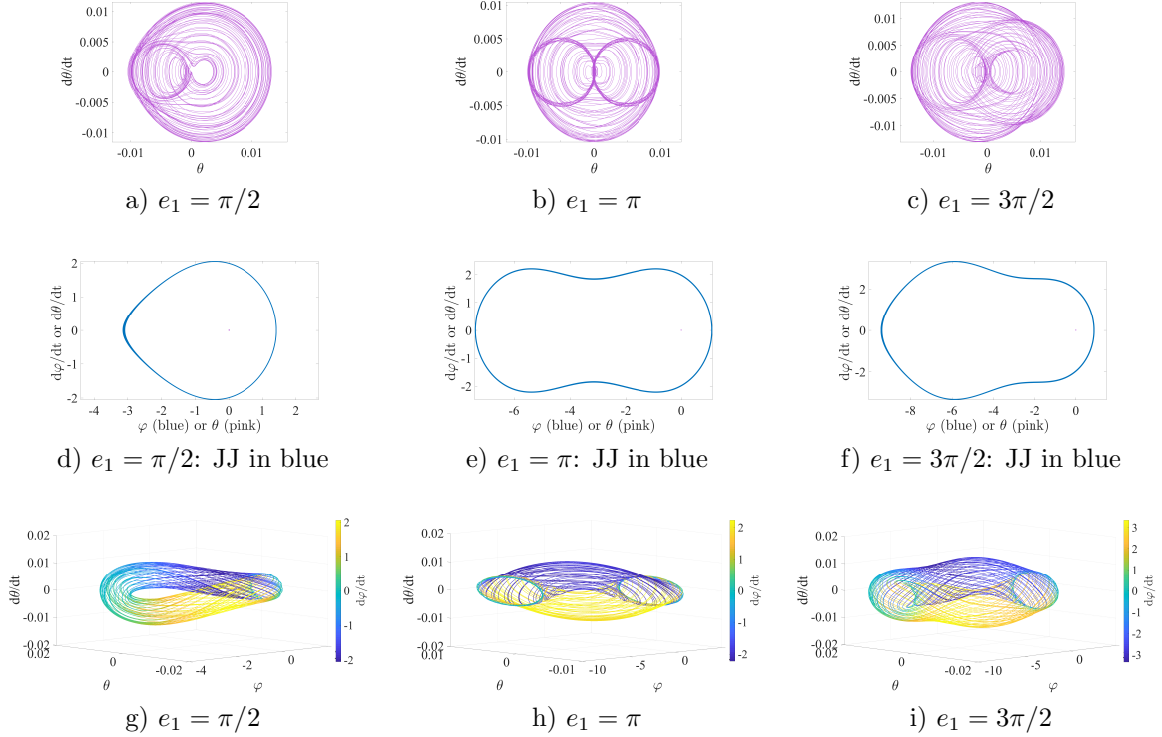 0.01
0.005
0
-0.005
-0.01
dθ/dt
-0.01 0 0.01
θ
a) e₁ = π/2
0.01
0.005
0
-0.005
-0.01
dθ/dt
-0.01 0 0.01
θ
b) e₁ = π
0.01
0.005
0
-0.005
-0.01
dθ/dt
-0.01 0 0.01
θ
c) e₁ = 3π/2
2
1
0
-1
-2
dφ/dt or dθ/dt
-4 -3 -2 -1 0 1 2
φ (blue) or θ (pink)
d) e₁ = π/2: JJ in blue
2
1
0
-1
-2
dφ/dt or dθ/dt
-6 -4 -2 0
φ (blue) or θ (pink)
e) e₁ = π: JJ in blue
2
0
-2
dφ/dt or dθ/dt
-8 -6 -4 -2 0
φ (blue) or θ (pink)
f) e₁ = 3π/2: JJ in blue
0.02
0.01
0
-0.01
-0.02
dθ/dt
0.02 0 -0.02
θ
-4 -2 0
φ
2
1
0
-1
-2
dφ/dt
g) e₁ = π/2
0.02
0.01
0
-0.01
-0.02
dθ/dt
0.01 0 -0.01
θ
-10 -5 0
φ
2
1
0
-1
-2
dφ/dt
h) e₁ = π
0.02
0.01
0
-0.01
-0.02
dθ/dt
0.02 0 -0.02
θ
-10 -5 0
φ
3
2
1
0
-1
-2
-3
dφ/dt
i) e₁ = 3π/2